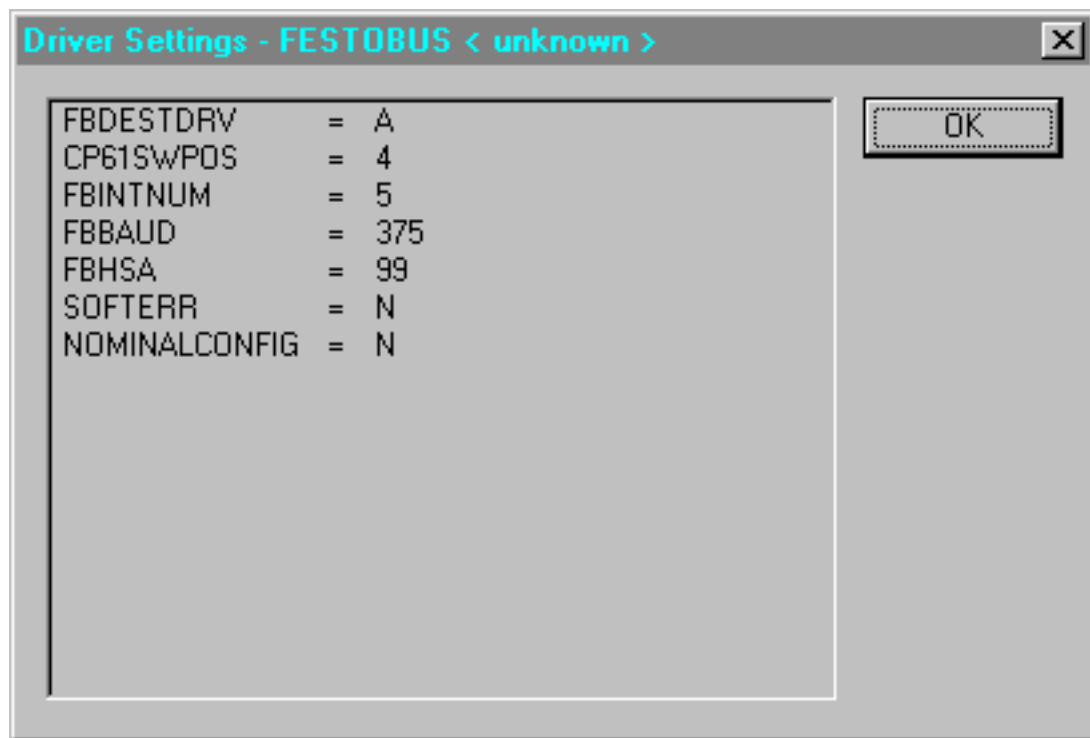 Driver Settings - FESTOBUS < unknown >
FBDESTDRV = A
CP61SWPOS = 4
FBINTNUM = 5
FBBAUD = 375
FBHSA = 99
SOFTERR = N
NOMINALCONFIG = N
OK